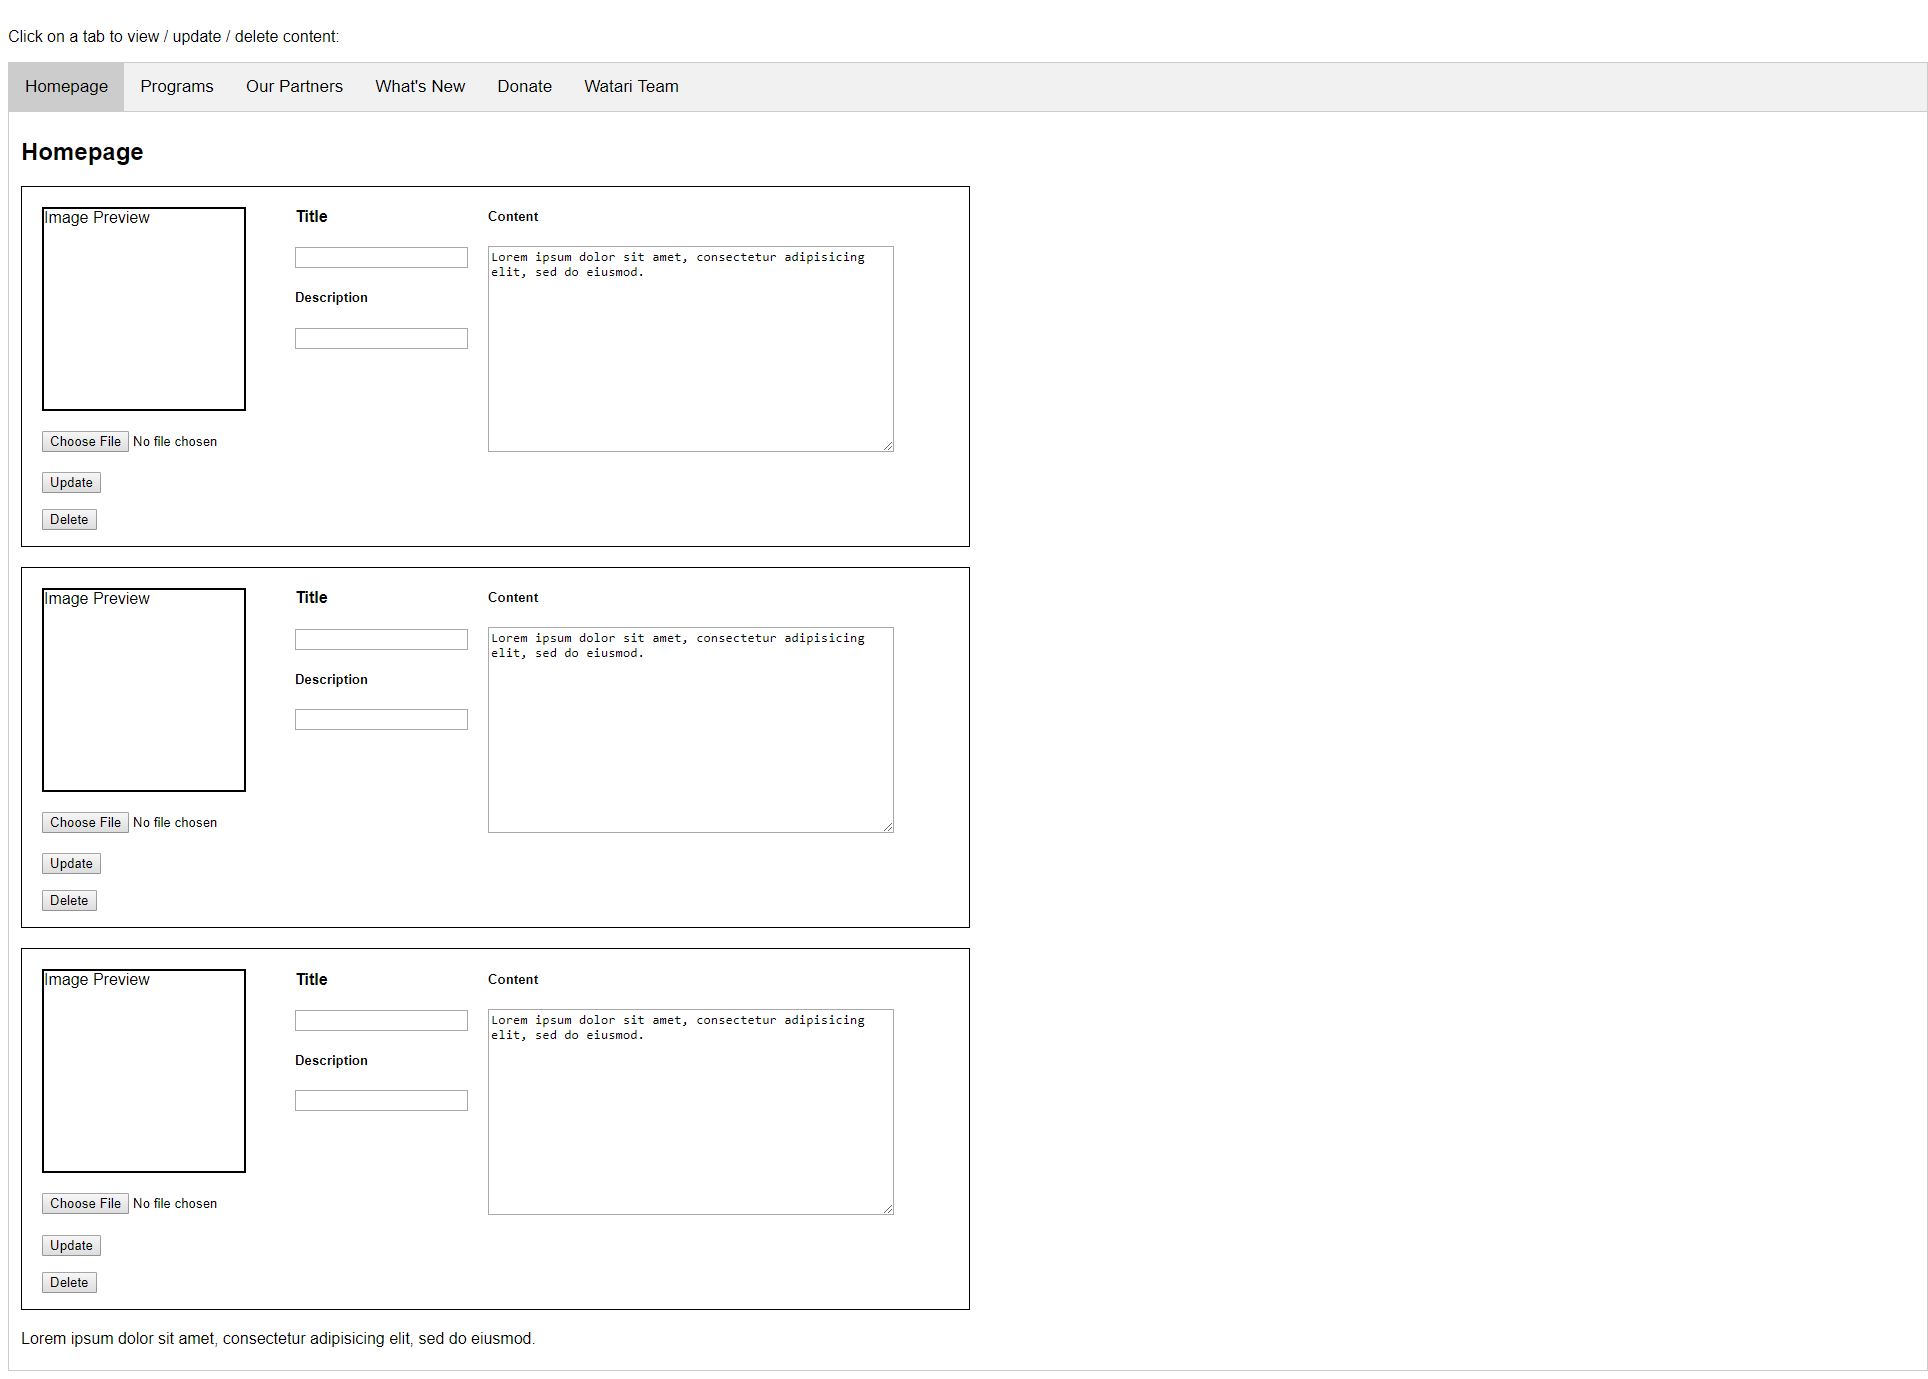 Click on a tab to view / update / delete content:
Homepage Programs Our Partners What's New Donate Watari Team
Homepage
Image Preview
Title
Description
Content
Lorem ipsum dolor sit amet, consectetur adipisicing
elit, sed do eiusmod.
Choose File No file chosen
Update
Delete
Image Preview
Title
Description
Content
Lorem ipsum dolor sit amet, consectetur adipisicing
elit, sed do eiusmod.
Choose File No file chosen
Update
Delete
Image Preview
Title
Description
Content
Lorem ipsum dolor sit amet, consectetur adipisicing
elit, sed do eiusmod.
Choose File No file chosen
Update
Delete
Lorem ipsum dolor sit amet, consectetur adipisicing elit, sed do eiusmod.